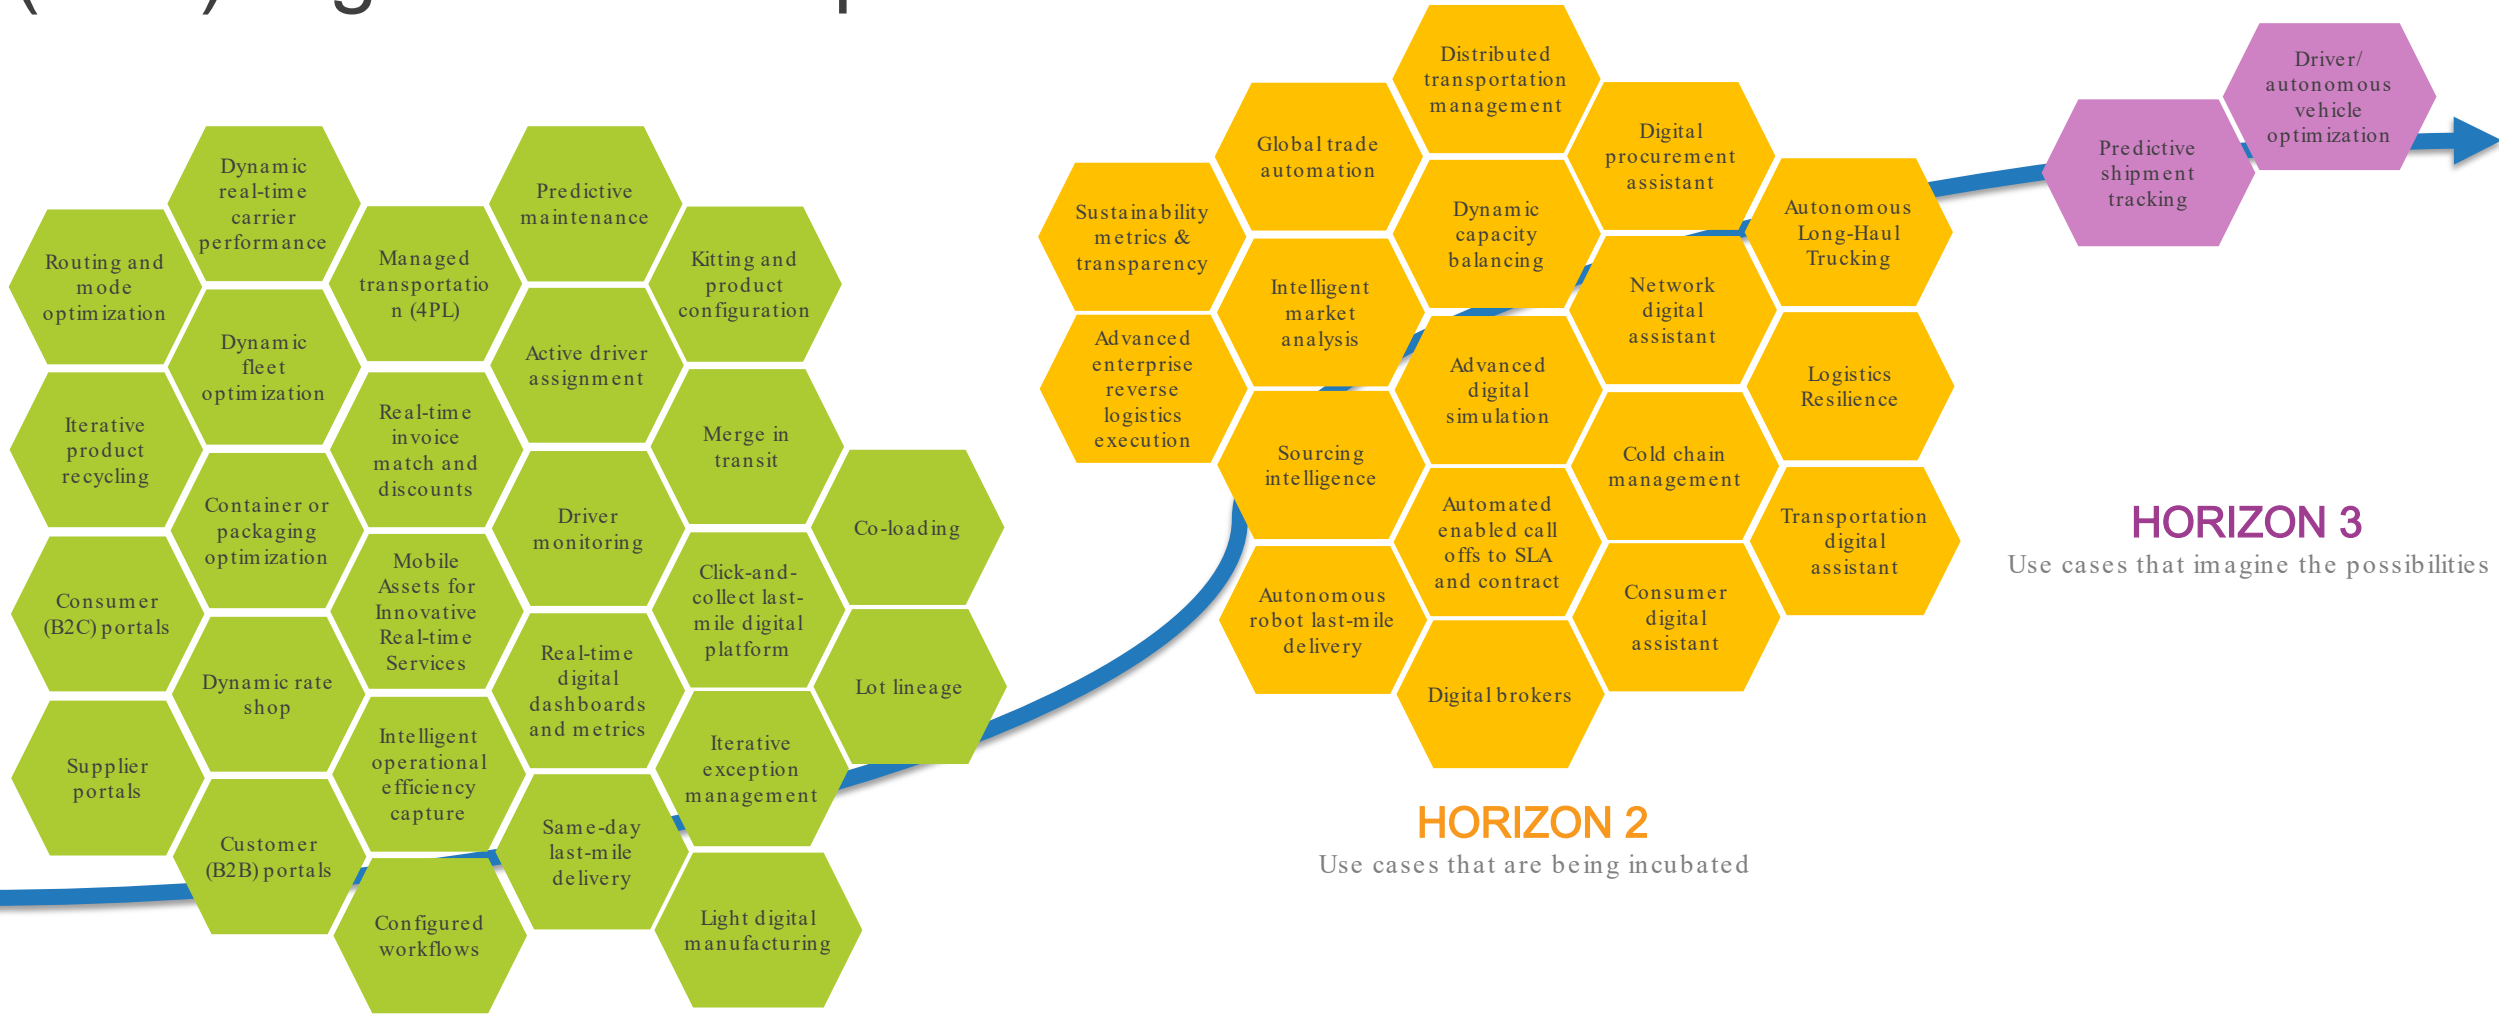 Dynamic
real-time
carrier
performance
Predictive
maintenance
Routing and
mode
optimization
Managed
transportatio
n (4PL)
Kitting and
product
configuration
Dynamic
fleet
optimization
Active driver
assignment
Iterative
product
recycling
Real-time
invoice
match and
discounts
Merge in
transit
Container or
packaging
optimization
Driver
monitoring
Co-loading
Consumer
(B2C) portals
Mobile
Assets for
Innovative
Real-time
Services
Click-and-
collect last-
mile digital
platform
Dynamic rate
shop
Real-time
digital
dashboards
and metrics
Lot lineage
Supplier
portals
Intelligent
operational
efficiency
capture
Iterative
exception
management
Customer
(B2B) portals
Same-day
last-mile
delivery
Configured
workflows
Light digital
manufacturing
Distributed
transportation
management
Global trade
automation
Digital
procurement
assistant
Sustainability
metrics &
transparency
Dynamic
capacity
balancing
Autonomous
Long-Haul
Trucking
Intelligent
market
analysis
Network
digital
assistant
Advanced
enterprise
reverse
logistics
execution
Advanced
digital
simulation
Logistics
Resilience
Sourcing
intelligence
Cold chain
management
Automated
enabled call
offs to SLA
and contract
Transportation
digital
assistant
Autonomous
robot last-mile
delivery
Consumer
digital
assistant
Digital brokers
HORIZON 2
Use cases that are being incubated
Driver/
autonomous
vehicle
optimization
Predictive
shipment
tracking
HORIZON 3
Use cases that imagine the possibilities